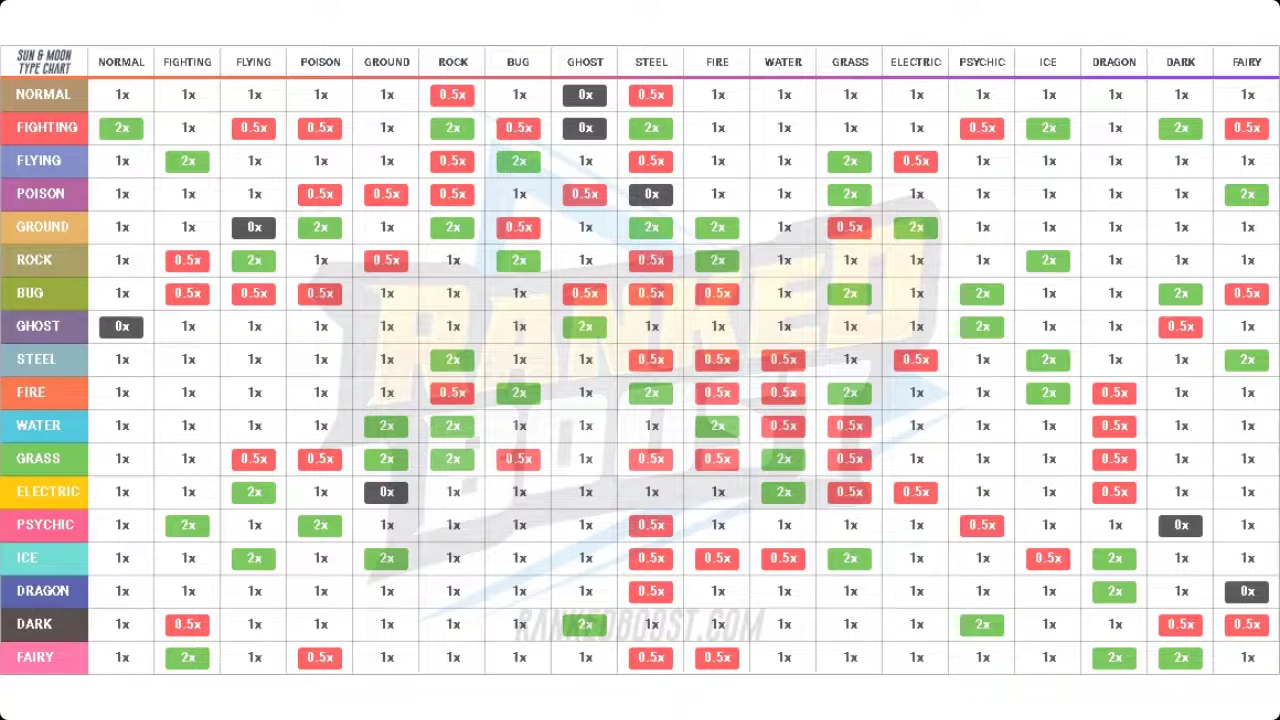 SUN & MOON
TYPE CHART NORMAL FIGHTING FLYING POISON GROUND ROCK BUG GHOST STEEL FIRE WATER GRASS ELECTRIC PSYCHIC ICE DRAGON DARK FAIRY
NORMAL 1x 1x 1x 1x 1x 0.5x 1x 0x 0.5x 1x 1x 1x 1x 1x 1x 1x 1x 1x
FIGHTING 2x 1x 0.5x 0.5x 1x 2x 0.5x 0x 2x 1x 1x 1x 1x 0.5x 2x 1x 2x 0.5x
FLYING 1x 2x 1x 1x 1x 0.5x 2x 1x 0.5x 1x 1x 2x 0.5x 1x 1x 1x 1x 1x
POISON 1x 1x 1x 0.5x 0.5x 0.5x 1x 0.5x 0x 1x 1x 2x 1x 1x 1x 1x 1x 2x
GROUND 1x 1x 0x 2x 1x 2x 0.5x 1x 2x 2x 1x 0.5x 2x 1x 1x 1x 1x 1x
ROCK 1x 0.5x 2x 1x 0.5x 1x 2x 1x 0.5x 2x 1x 1x 1x 1x 2x 1x 1x 1x
BUG 1x 0.5x 0.5x 0.5x 1x 1x 1x 0.5x 0.5x 0.5x 1x 2x 1x 2x 1x 1x 2x 0.5x
GHOST 0x 1x 1x 1x 1x 1x 1x 2x 1x 1x 1x 1x 1x 2x 1x 1x 0.5x 1x
STEEL 1x 1x 1x 1x 1x 2x 1x 1x 0.5x 0.5x 0.5x 1x 0.5x 1x 2x 1x 1x 2x
FIRE 1x 1x 1x 1x 1x 0.5x 2x 1x 2x 0.5x 0.5x 2x 1x 1x 2x 0.5x 1x 1x
WATER 1x 1x 1x 1x 2x 2x 1x 1x 1x 2x 0.5x 0.5x 1x 1x 1x 0.5x 1x 1x
GRASS 1x 1x 0.5x 0.5x 2x 2x 0.5x 1x 0.5x 0.5x 2x 0.5x 1x 1x 1x 0.5x 1x 1x
ELECTRIC 1x 1x 2x 1x 0x 1x 1x 1x 1x 1x 2x 0.5x 0.5x 1x 1x 0.5x 1x 1x
PSYCHIC 1x 2x 1x 2x 1x 1x 1x 1x 0.5x 1x 1x 1x 1x 0.5x 1x 1x 0x 1x
ICE 1x 1x 2x 1x 2x 1x 1x 1x 0.5x 0.5x 0.5x 2x 1x 1x 0.5x 2x 1x 1x
DRAGON 1x 1x 1x 1x 1x 1x 1x 1x 0.5x 1x 1x 1x 1x 1x 1x 2x 1x 0x
DARK 1x 0.5x 1x 1x 1x 1x 1x 2x 1x 1x 1x 1x 1x 2x 1x 1x 0.5x 0.5x
FAIRY 1x 2x 1x 0.5x 1x 1x 1x 1x 0.5x 0.5x 1x 1x 1x 1x 1x 2x 2x 1x
RANKED
BOOST
RANKEDBOOST.COM